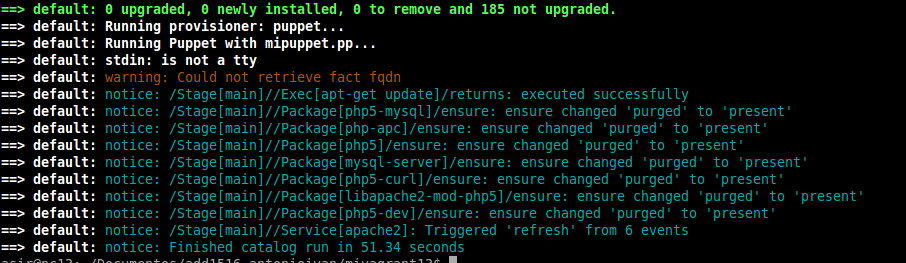 ==> default: 0 upgraded, 0 newly installed, 0 to remove and 185 not upgraded.
==> default: Running provisioner: puppet...
==> default: Running Puppet with mipuppet.pp...
==> default: stdin: is not a tty
==> default: warning: Could not retrieve fact fqdn
==> default: notice: /Stage[main]//Exec[apt-get update]/returns: executed successfully
==> default: notice: /Stage[main]//Package[php5-mysql]/ensure: ensure changed 'purged' to 'present'
==> default: notice: /Stage[main]//Package[php-apc]/ensure: ensure changed 'purged' to 'present'
==> default: notice: /Stage[main]//Package[php5]/ensure: ensure changed 'purged' to 'present'
==> default: notice: /Stage[main]//Package[mysql-server]/ensure: ensure changed 'purged' to 'present'
==> default: notice: /Stage[main]//Package[php5-curl]/ensure: ensure changed 'purged' to 'present'
==> default: notice: /Stage[main]//Package[libapache2-mod-php5]/ensure: ensure changed 'purged' to 'present'
==> default: notice: /Stage[main]//Package[php5-dev]/ensure: ensure changed 'purged' to 'present'
==> default: notice: /Stage[main]//Service[apache2]: Triggered 'refresh' from 6 events
==> default: notice: Finished catalog run in 51.34 seconds